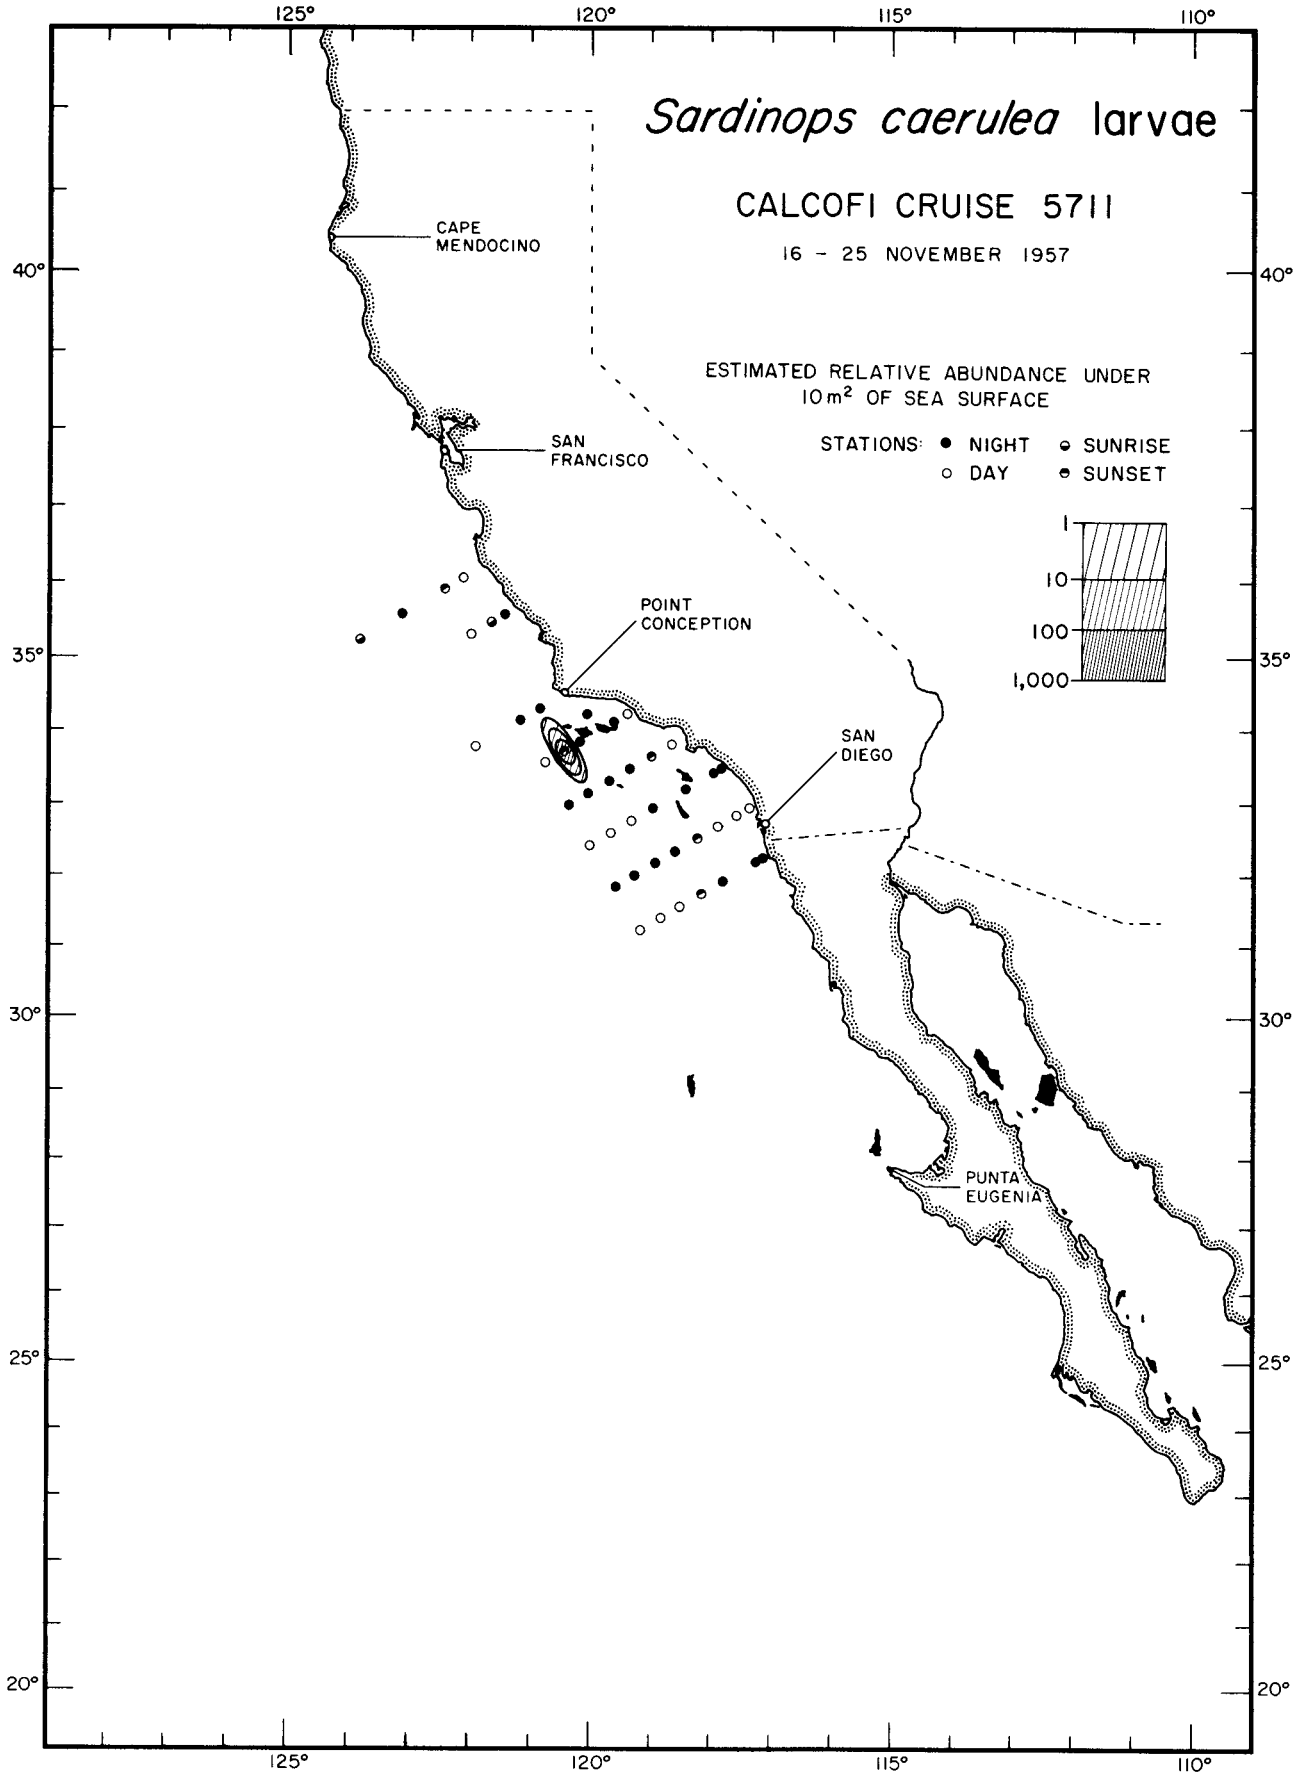 125° 120° 115° 110°
Sardinops caerulea larvae
CALCOFI CRUISE 5711
16 – 25 NOVEMBER 1957
CAPE
MENDOCINO
40° 40°
ESTIMATED RELATIVE ABUNDANCE UNDER
10 m² OF SEA SURFACE
STATIONS: ● NIGHT ◒ SUNRISE
○ DAY ◓ SUNSET
SAN
FRANCISCO
1
10
100
1,000
POINT
CONCEPTION
35° 35°
SAN
DIEGO
30° 30°
PUNTA
EUGENIA
25° 25°
20° 20°
125° 120° 115° 110°